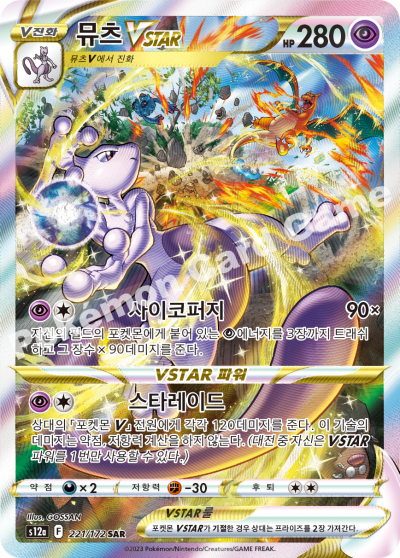 V진화 뮤츠 VSTAR HP 280
뮤츠V에서 진화
Pokémon Card Game
사이코퍼지 90×
자신의 필드의 포켓몬에게 붙어 있는 에너지를 3장까지 트래쉬
하고 그 장수×90데미지를 준다.
VSTAR 파워
스타레이드
상대의 「포켓몬 V」 전원에게 각각 120데미지를 준다. 이 기술의
데미지는 약점, 저항력 계산을 하지 않는다. (대전 중 자신은 VSTAR
파워를 1번만 사용할 수 있다.)
약점 ×2 저항력 -30 후퇴
Illus. GOSSAN
s12a F 221/172 SAR
VSTAR룰
포켓몬 VSTAR가 기절한 경우 상대는 프라이즈를 2장 가져간다.
©2023 Pokémon/Nintendo/Creatures/GAME FREAK.